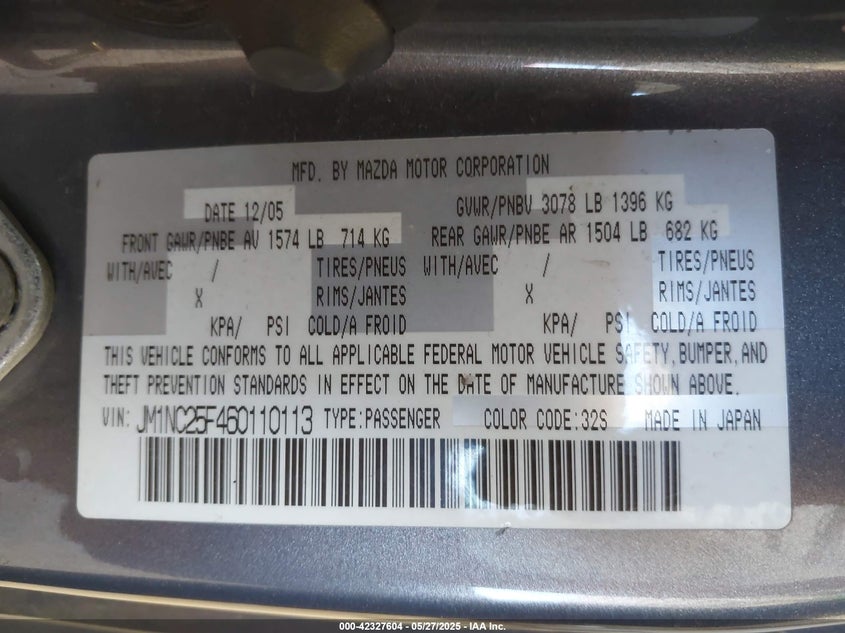 MFD. BY MAZDA MOTOR CORPORATION
DATE 12/05 GVWR/PNBV 3078 LB 1396 KG
FRONT GAWR/PNBE AV 1574 LB 714 KG REAR GAWR/PNBE AR 1504 LB 682 KG
WITH/AVEC / TIRES/PNEUS WITH/AVEC / TIRES/PNEUS
X RIMS/JANTES X RIMS/JANTES
KPA/ PSI COLD/A FROID KPA/ PSI COLD/A FROID
THIS VEHICLE CONFORMS TO ALL APPLICABLE FEDERAL MOTOR VEHICLE SAFETY,BUMPER,AND
THEFT PREVENTION STANDARDS IN EFFECT ON THE DATE OF MANUFACTURE SHOWN ABOVE.
VIN: JM1NC25F460110113 TYPE:PASSENGER COLOR CODE:32S MADE IN JAPAN
000-42327604 — 05/27/2025 — IAA Inc.